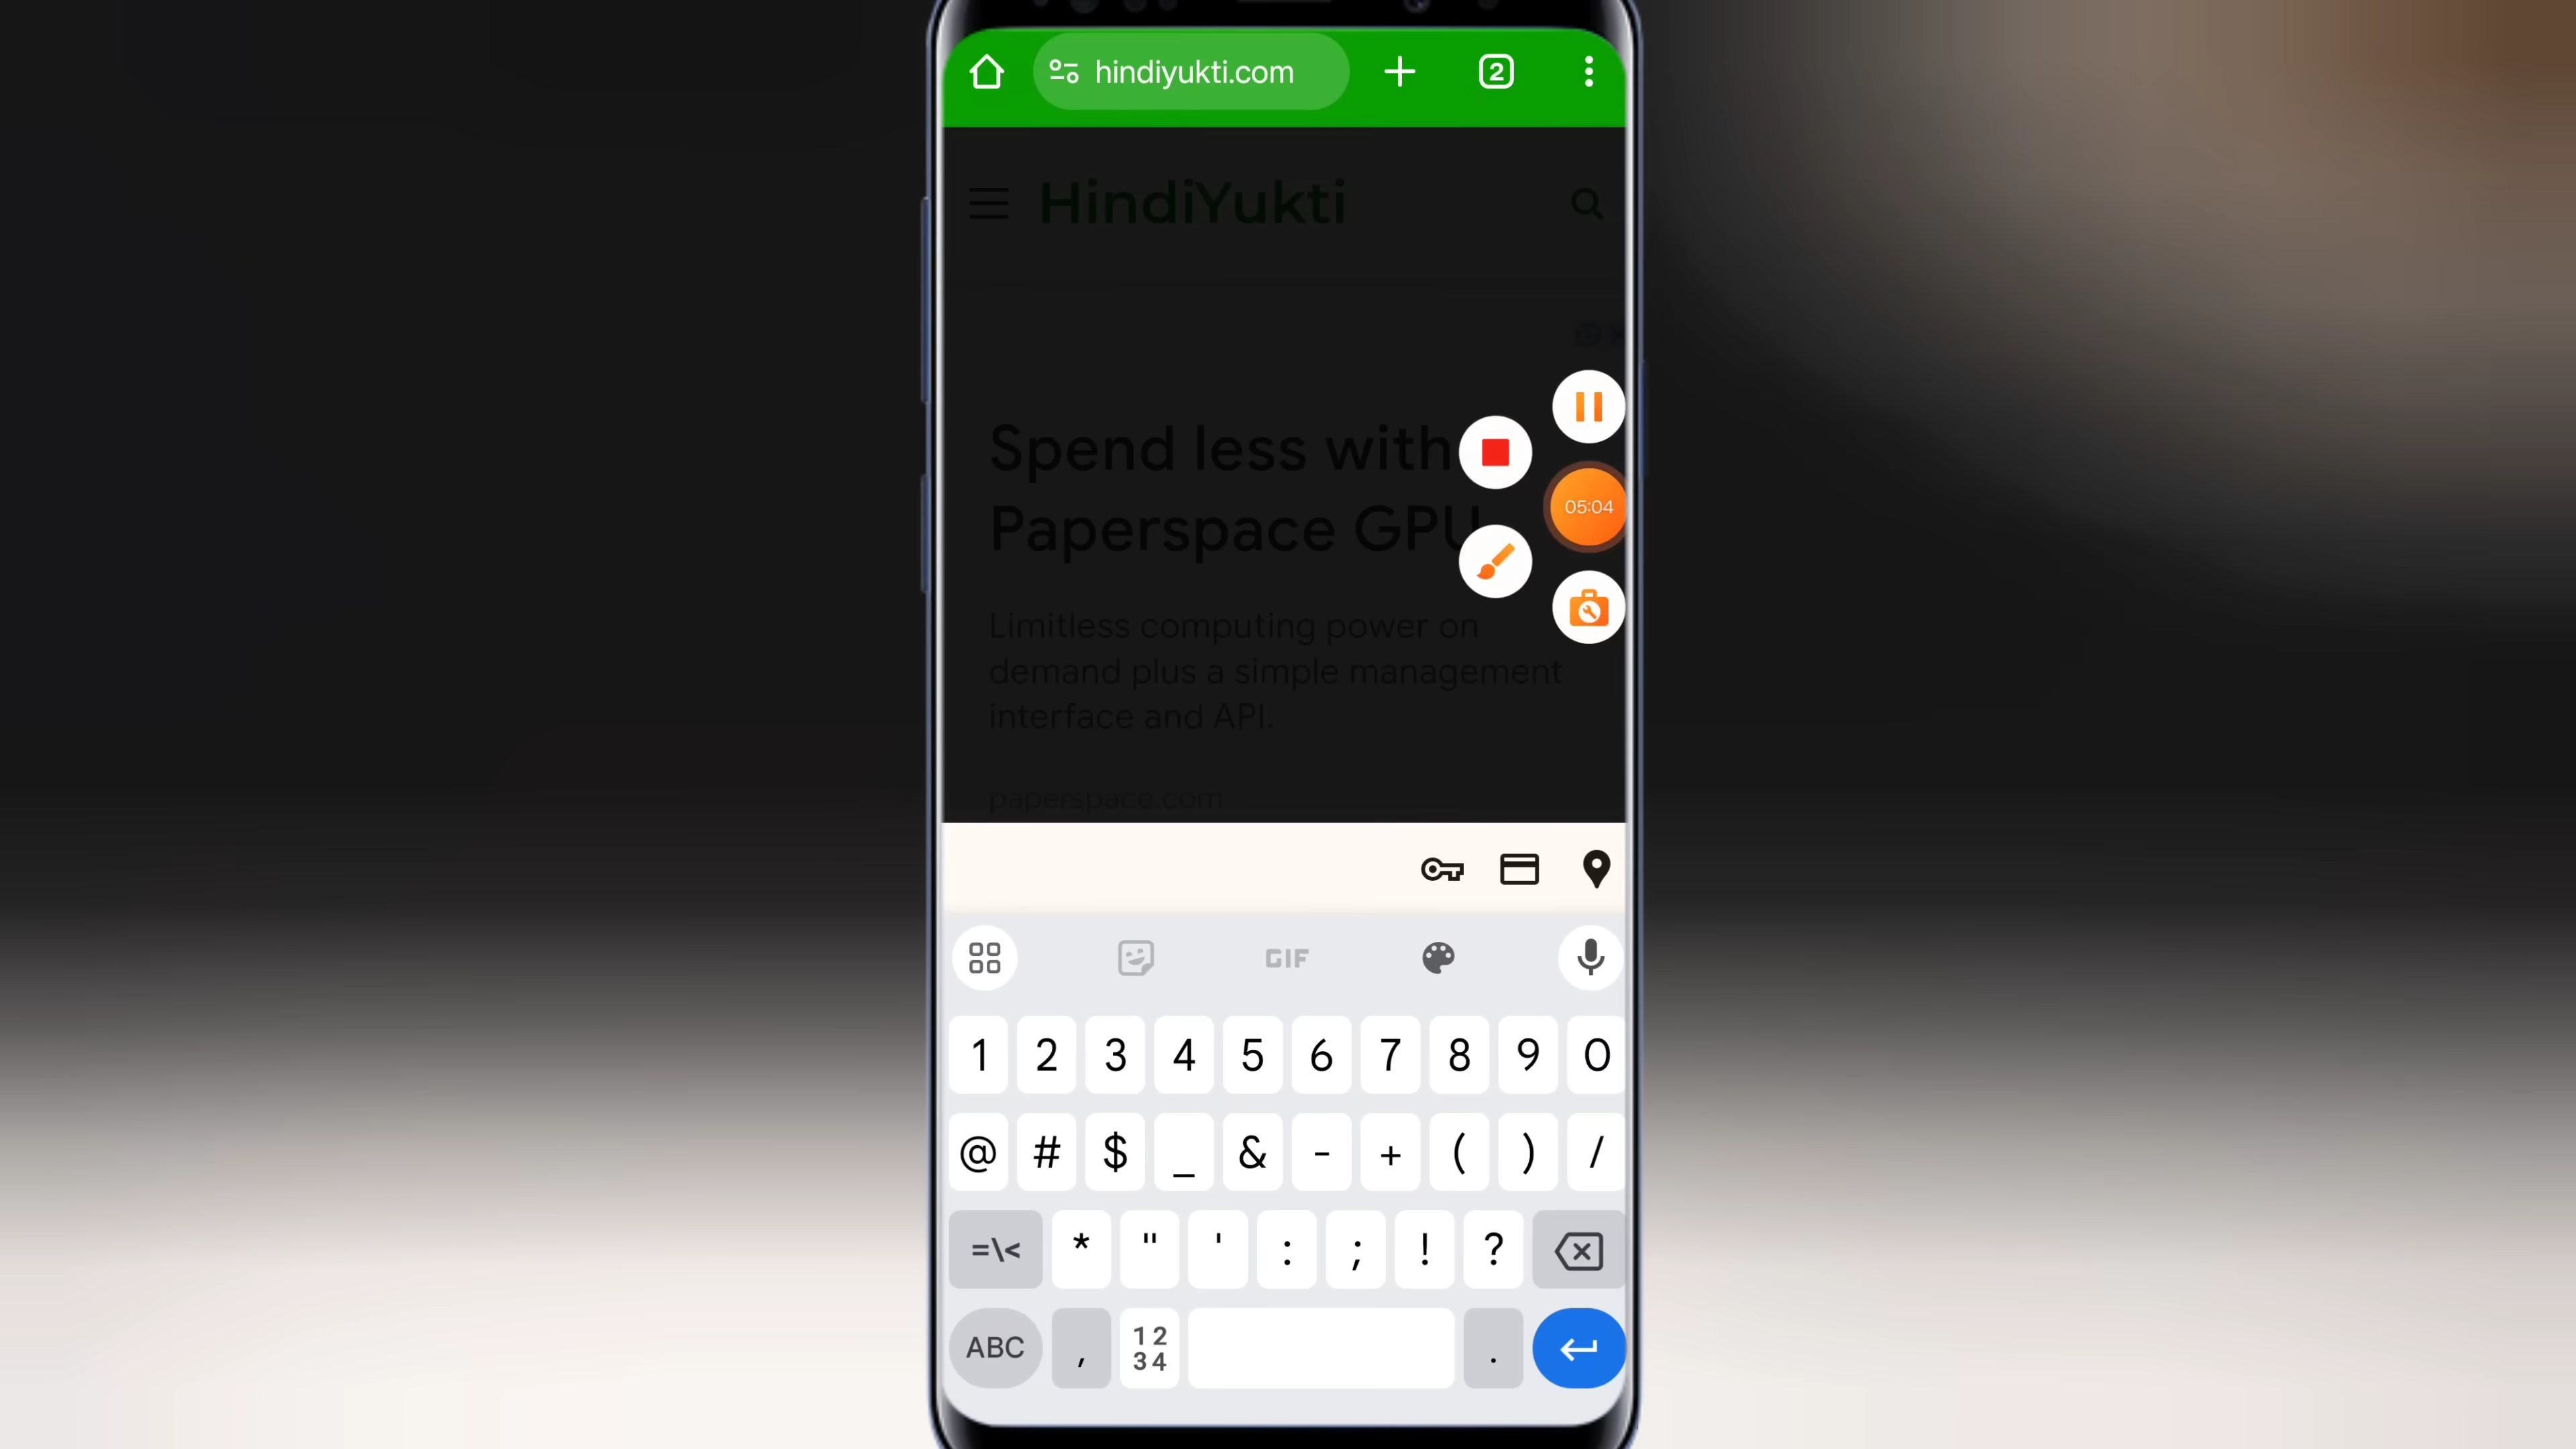 hindiyukti.com
2
HindiYukti
Spend less with
Paperspace GPU
05:04
Limitless computing power on
demand plus a simple management
interface and API.
paperspace.com
GIF
1 2 3 4 5 6 7 8 9 0
@ # $ _ & - + ( ) /
=\< * " ' : ; ! ?
ABC , 12 .
34